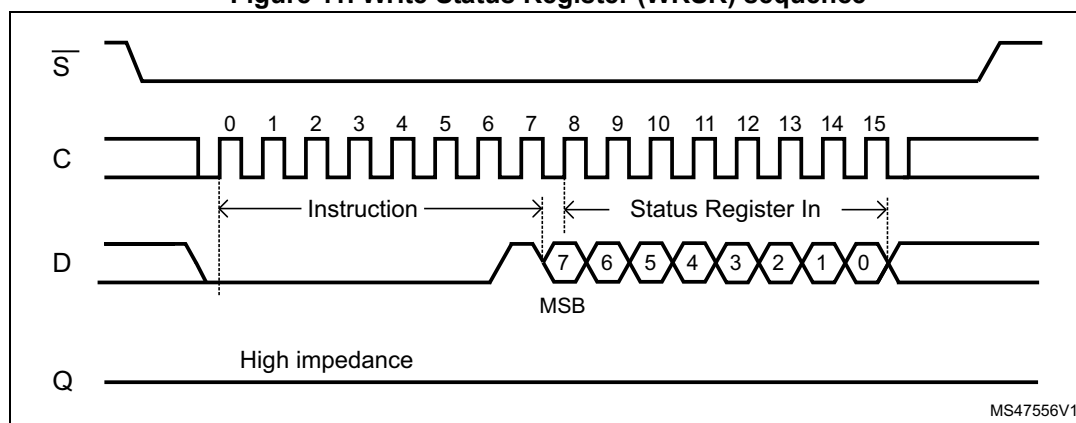 Figure 11. Write Status Register (WRSR) sequence
S
0 1 2 3 4 5 6 7 8 9 10 11 12 13 14 15
C
Instruction Status Register In
D 7 6 5 4 3 2 1 0
MSB
High impedance
Q
MS47556V1